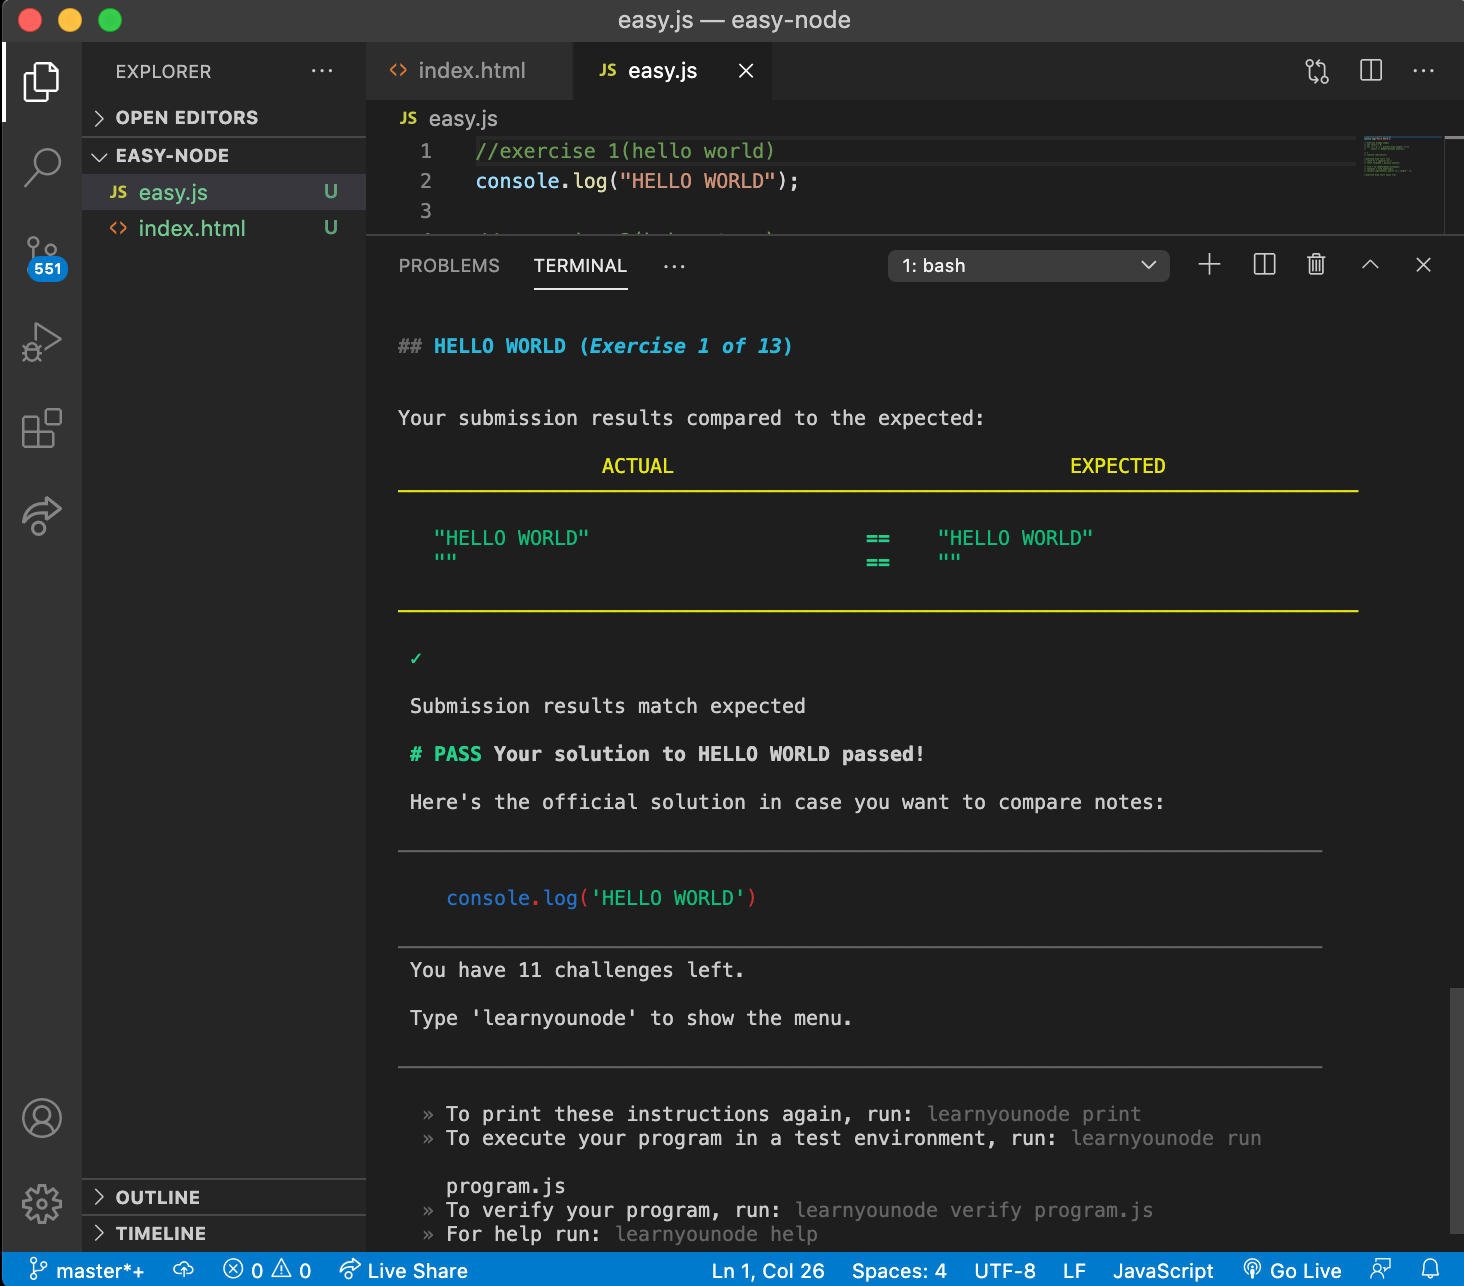 easy.js — easy-node
EXPLORER
OPEN EDITORS
EASY-NODE
JS easy.js U
<> index.html U
551
OUTLINE
TIMELINE
<> index.html
JS easy.js
JS easy.js
1 //exercise 1(hello world)
2 console.log("HELLO WORLD");
3
PROBLEMS TERMINAL
1: bash
## HELLO WORLD (Exercise 1 of 13)
Your submission results compared to the expected:
ACTUAL EXPECTED
"HELLO WORLD" == "HELLO WORLD"
"" == ""
✓
Submission results match expected
# PASS Your solution to HELLO WORLD passed!
Here's the official solution in case you want to compare notes:
console.log('HELLO WORLD')
You have 11 challenges left.
Type 'learnyounode' to show the menu.
» To print these instructions again, run: learnyounode print
» To execute your program in a test environment, run: learnyounode run
program.js
» To verify your program, run: learnyounode verify program.js
» For help run: learnyounode help
master*+ 0 0 Live Share Ln 1, Col 26 Spaces: 4 UTF-8 LF JavaScript Go Live